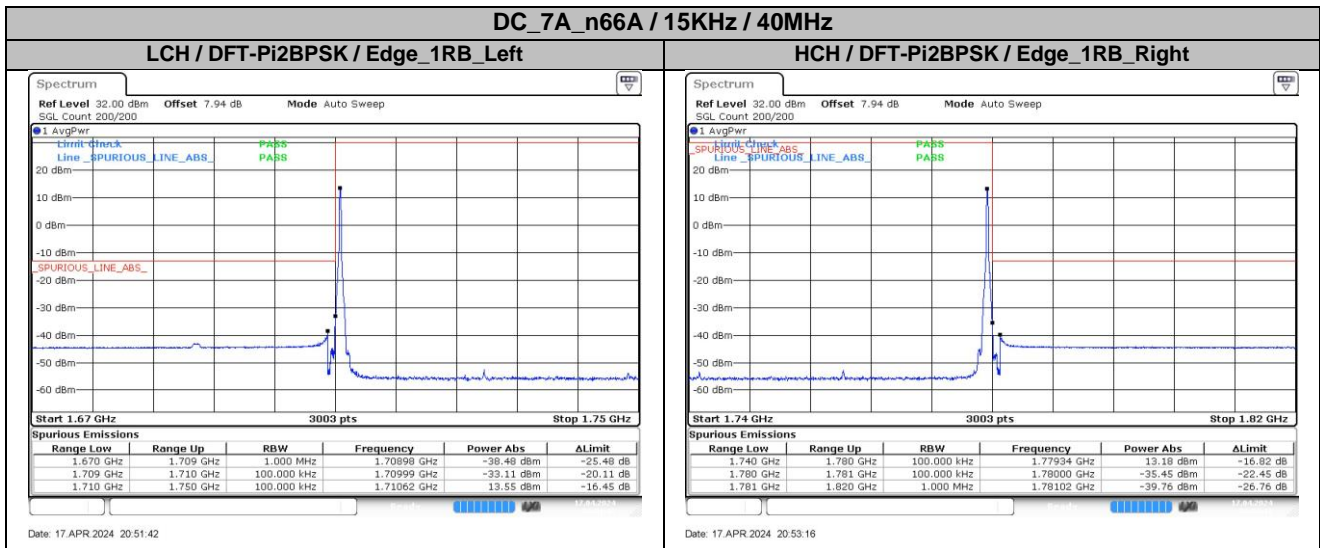 DC_7A_n66A / 15KHz / 40MHz
LCH / DFT-Pi2BPSK / Edge_1RB_Left
Spectrum
Ref Level 32.00 dBm Offset 7.94 dB Mode Auto Sweep
SGL Count 200/200
1 AvgPwr
Limit Check PASS
Line _SPURIOUS_LINE_ABS_ PASS
20 dBm
10 dBm
0 dBm
-10 dBm
_SPURIOUS_LINE_ABS_
-20 dBm
-30 dBm
-40 dBm
-50 dBm
-60 dBm
Start 1.67 GHz 3003 pts Stop 1.75 GHz
Spurious Emissions
Range Low Range Up RBW Frequency Power Abs ΔLimit
1.670 GHz 1.709 GHz 1.000 MHz 1.70898 GHz -38.48 dBm -25.48 dB
1.709 GHz 1.710 GHz 100.000 kHz 1.70999 GHz -33.11 dBm -20.11 dB
1.710 GHz 1.750 GHz 100.000 kHz 1.71062 GHz 13.55 dBm -16.45 dB
Date: 17.APR.2024 20:51:42
HCH / DFT-Pi2BPSK / Edge_1RB_Right
Spectrum
Ref Level 32.00 dBm Offset 7.94 dB Mode Auto Sweep
SGL Count 200/200
1 AvgPwr
Limit Check PASS
_SPURIOUS_LINE_ABS_
Line _SPURIOUS_LINE_ABS_ PASS
20 dBm
10 dBm
0 dBm
-10 dBm
-20 dBm
-30 dBm
-40 dBm
-50 dBm
-60 dBm
Start 1.74 GHz 3003 pts Stop 1.82 GHz
Spurious Emissions
Range Low Range Up RBW Frequency Power Abs ΔLimit
1.740 GHz 1.780 GHz 100.000 kHz 1.77934 GHz 13.18 dBm -16.82 dB
1.780 GHz 1.781 GHz 100.000 kHz 1.78000 GHz -35.45 dBm -22.45 dB
1.781 GHz 1.820 GHz 1.000 MHz 1.78102 GHz -39.76 dBm -26.76 dB
Date: 17.APR.2024 20:53:16